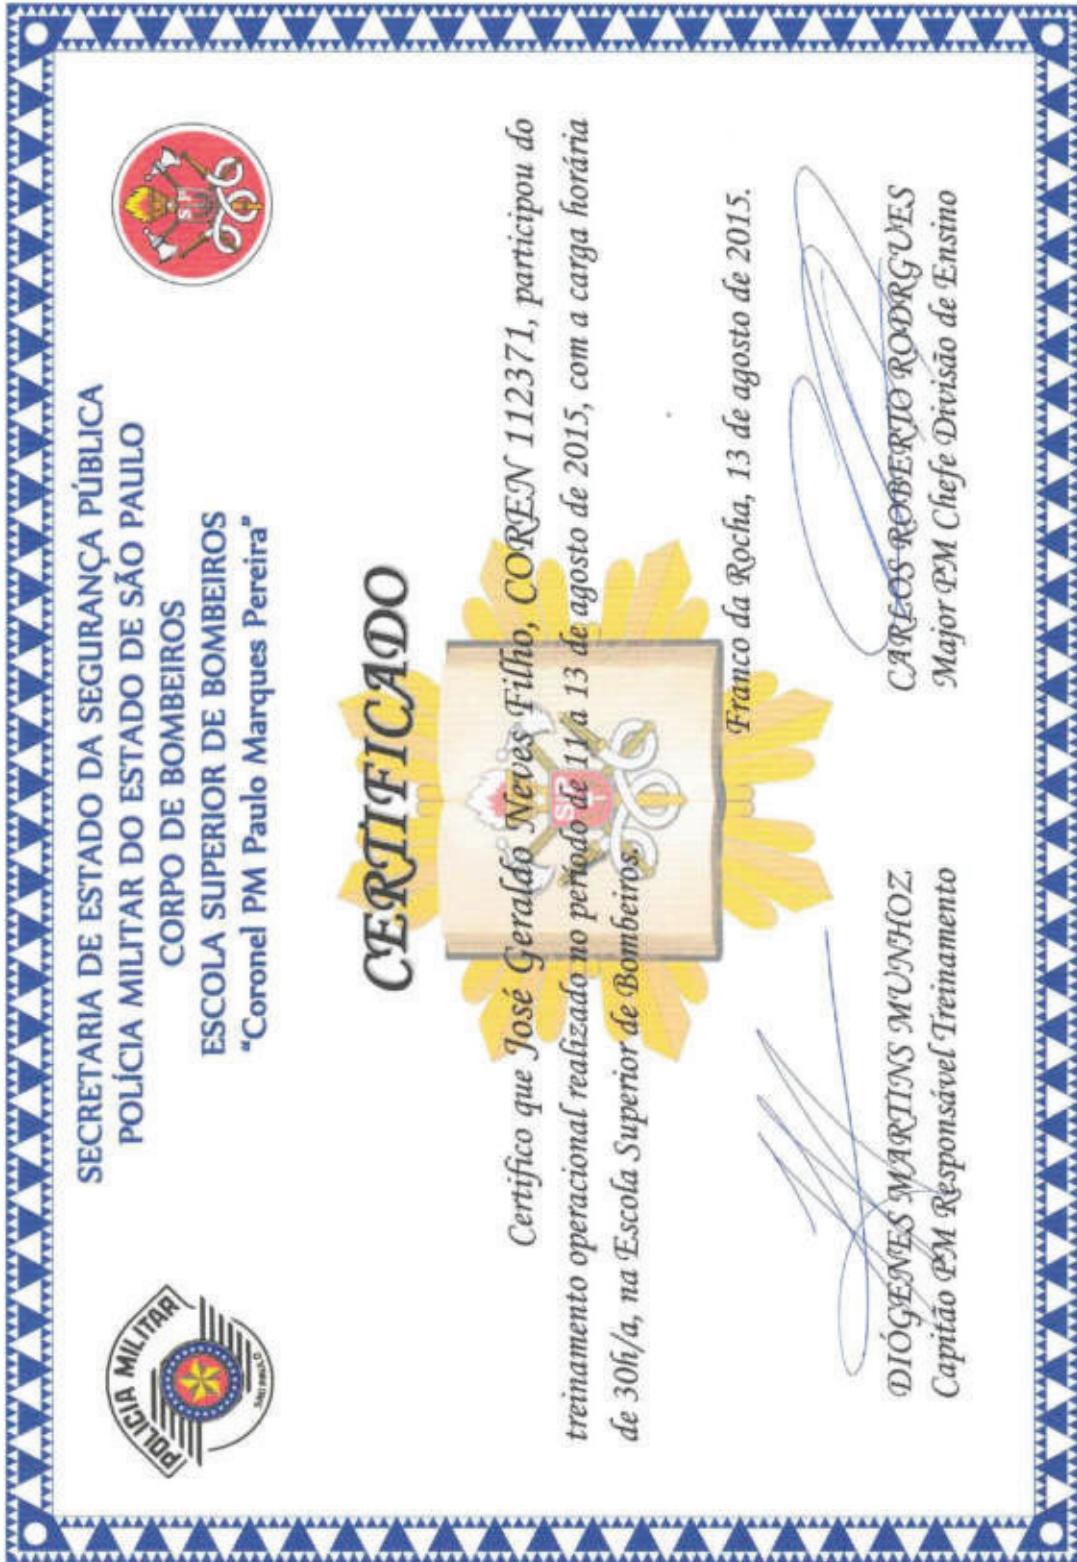 POLICIA MILITAR
SÃO PAULO
SECRETARIA DE ESTADO DA SEGURANÇA PÚBLICA
POLÍCIA MILITAR DO ESTADO DE SÃO PAULO
CORPO DE BOMBEIROS
ESCOLA SUPERIOR DE BOMBEIROS
"Coronel PM Paulo Marques Pereira"
CERTIFICADO
Certifico que José Geraldo Neves Filho, COREN 112371, participou do
treinamento operacional realizado no período de 11 a 13 de agosto de 2015, com a carga horária
de 30h/a, na Escola Superior de Bombeiros.
Franco da Rocha, 13 de agosto de 2015.
DIÓGENES MARTINS MUNHOZ
Capitão PM Responsável Treinamento
CARLOS ROBERTO RODRGUES
Major PM Chefe Divisão de Ensino